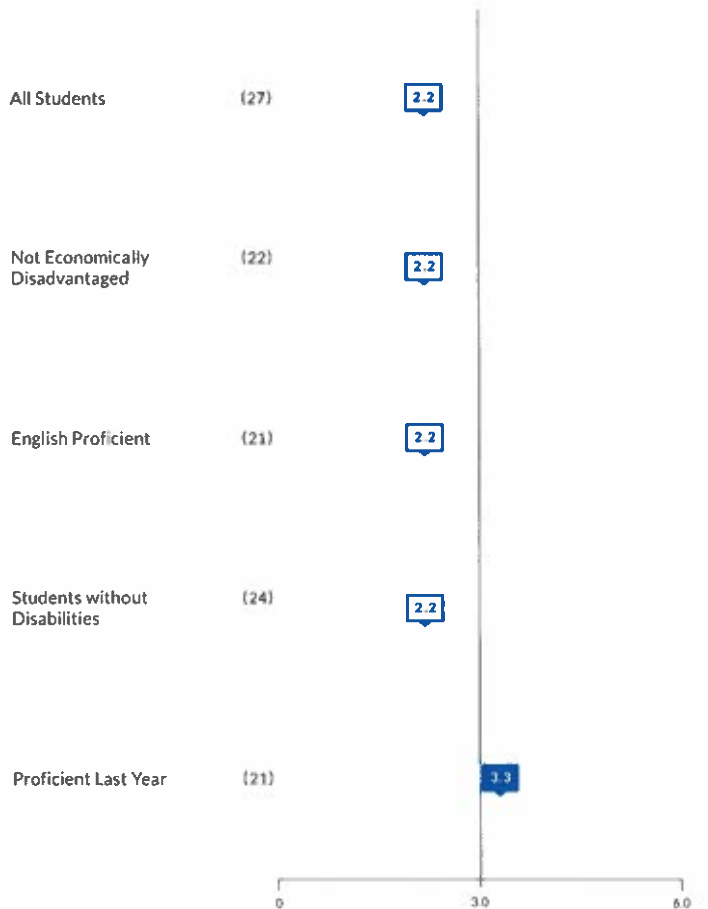 All Students (27) 2.2
Not Economically (22) 2.2
Disadvantaged
English Proficient (21) 2.2
Students without (24) 2.2
Disabilities
Proficient Last Year (21) 3.3
0 3.0 6.0